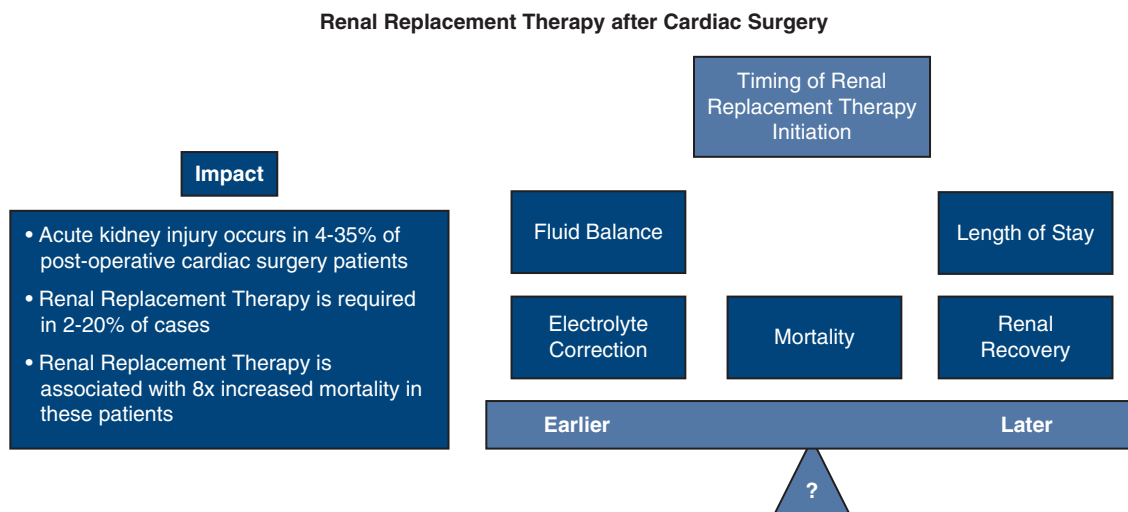 Renal Replacement Therapy after Cardiac Surgery
Impact
• Acute kidney injury occurs in 4-35% of
post-operative cardiac surgery patients
• Renal Replacement Therapy is required
in 2-20% of cases
• Renal Replacement Therapy is
associated with 8x increased mortality in
these patients
Timing of Renal
Replacement Therapy
Initiation
Fluid Balance
Length of Stay
Electrolyte
Correction
Mortality
Renal
Recovery
Earlier
Later
?